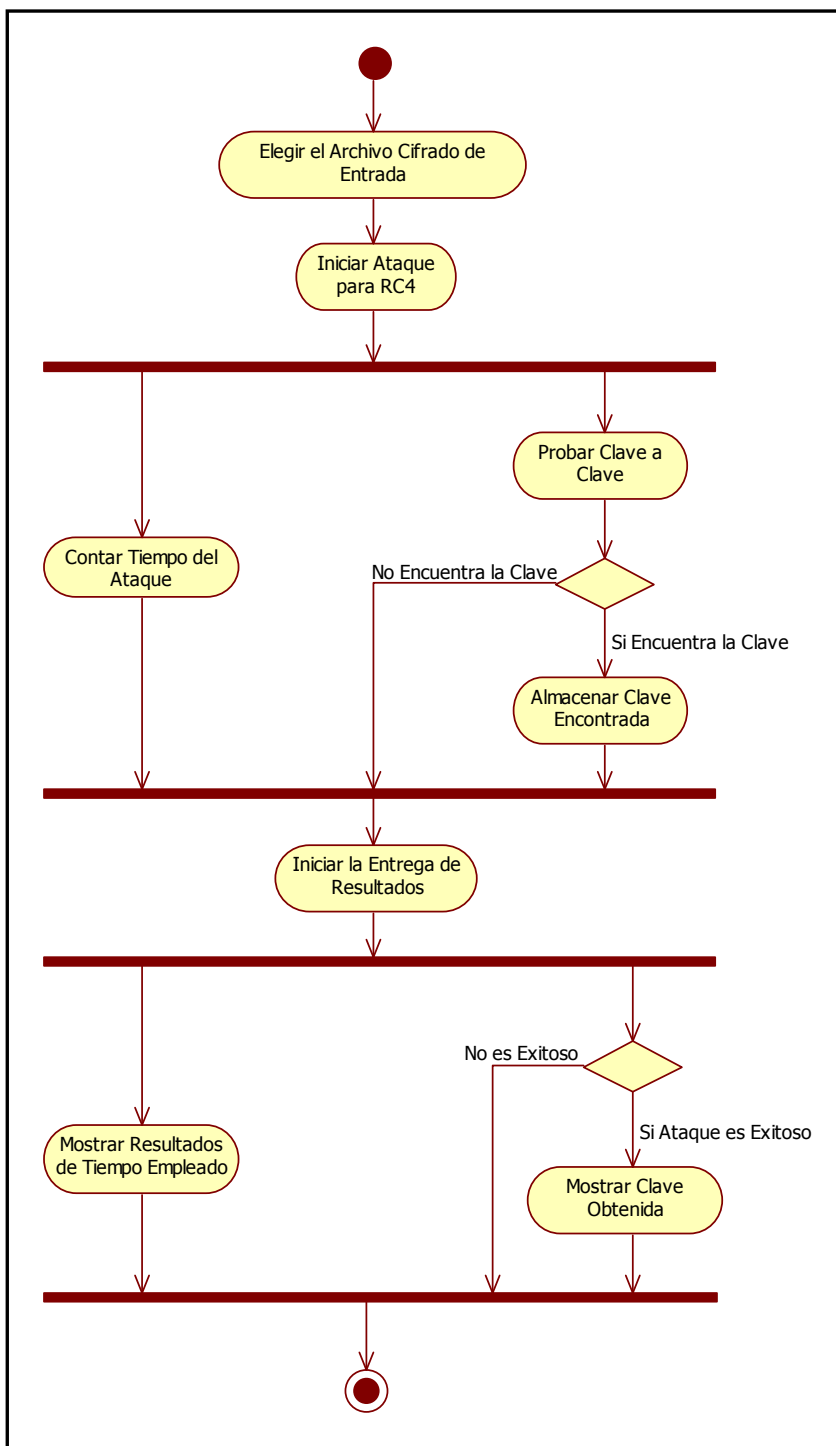 Elegir el Archivo Cifrado de
Entrada
Iniciar Ataque
para RC4
Probar Clave a
Clave
Contar Tiempo del
Ataque
No Encuentra la Clave
Si Encuentra la Clave
Almacenar Clave
Encontrada
Iniciar la Entrega de
Resultados
No es Exitoso
Si Ataque es Exitoso
Mostrar Resultados
de Tiempo Empleado
Mostrar Clave
Obtenida